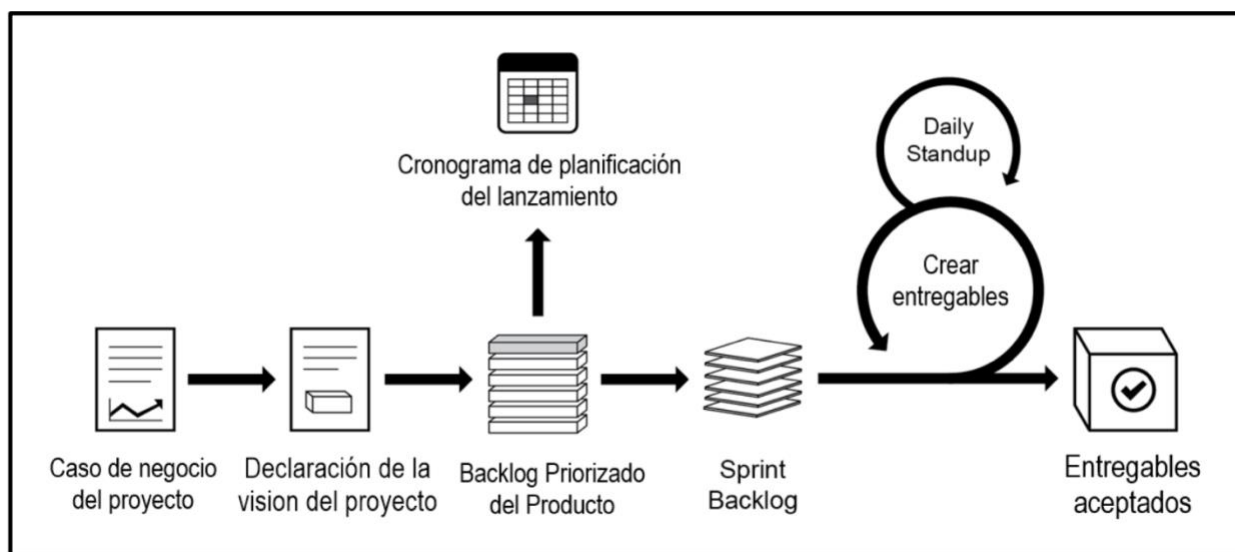 Cronograma de planificación
del lanzamiento
Daily
Standup
Crear
entregables
Caso de negocio
del proyecto
Declaración de la
vision del proyecto
Backlog Priorizado
del Producto
Sprint
Backlog
Entregables
aceptados